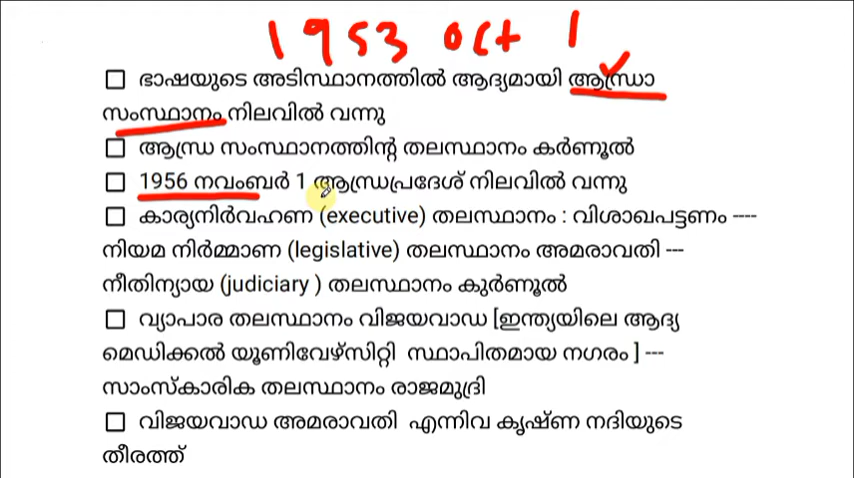 1953 oct 1
☐ ഭാഷയുടെ അടിസ്ഥാനത്തിൽ ആദ്യമായി ആന്ധ്രാ
സംസ്ഥാനം നിലവിൽ വന്നു
☐ ആന്ധ്ര സംസ്ഥാനത്തിന്റ തലസ്ഥാനം കർണൂൽ
☐ 1956 നവംബർ 1 ആന്ധ്രപ്രദേശ് നിലവിൽ വന്നു
☐ കാര്യനിർവഹണ (executive) തലസ്ഥാനം : വിശാഖപട്ടണം ----
നിയമ നിർമ്മാണ (legislative) തലസ്ഥാനം അമരാവതി ---
നീതിന്യായ (judiciary ) തലസ്ഥാനം കുർണൂൽ
☐ വ്യാപാര തലസ്ഥാനം വിജയവാഡ [ഇന്ത്യയിലെ ആദ്യ
മെഡിക്കൽ യൂണിവേഴ്സിറ്റി സ്ഥാപിതമായ നഗരം ] ---
സാംസ്കാരിക തലസ്ഥാനം രാജമുദ്രി
☐ വിജയവാഡ അമരാവതി എന്നിവ കൃഷ്ണ നദിയുടെ
തീരത്ത്